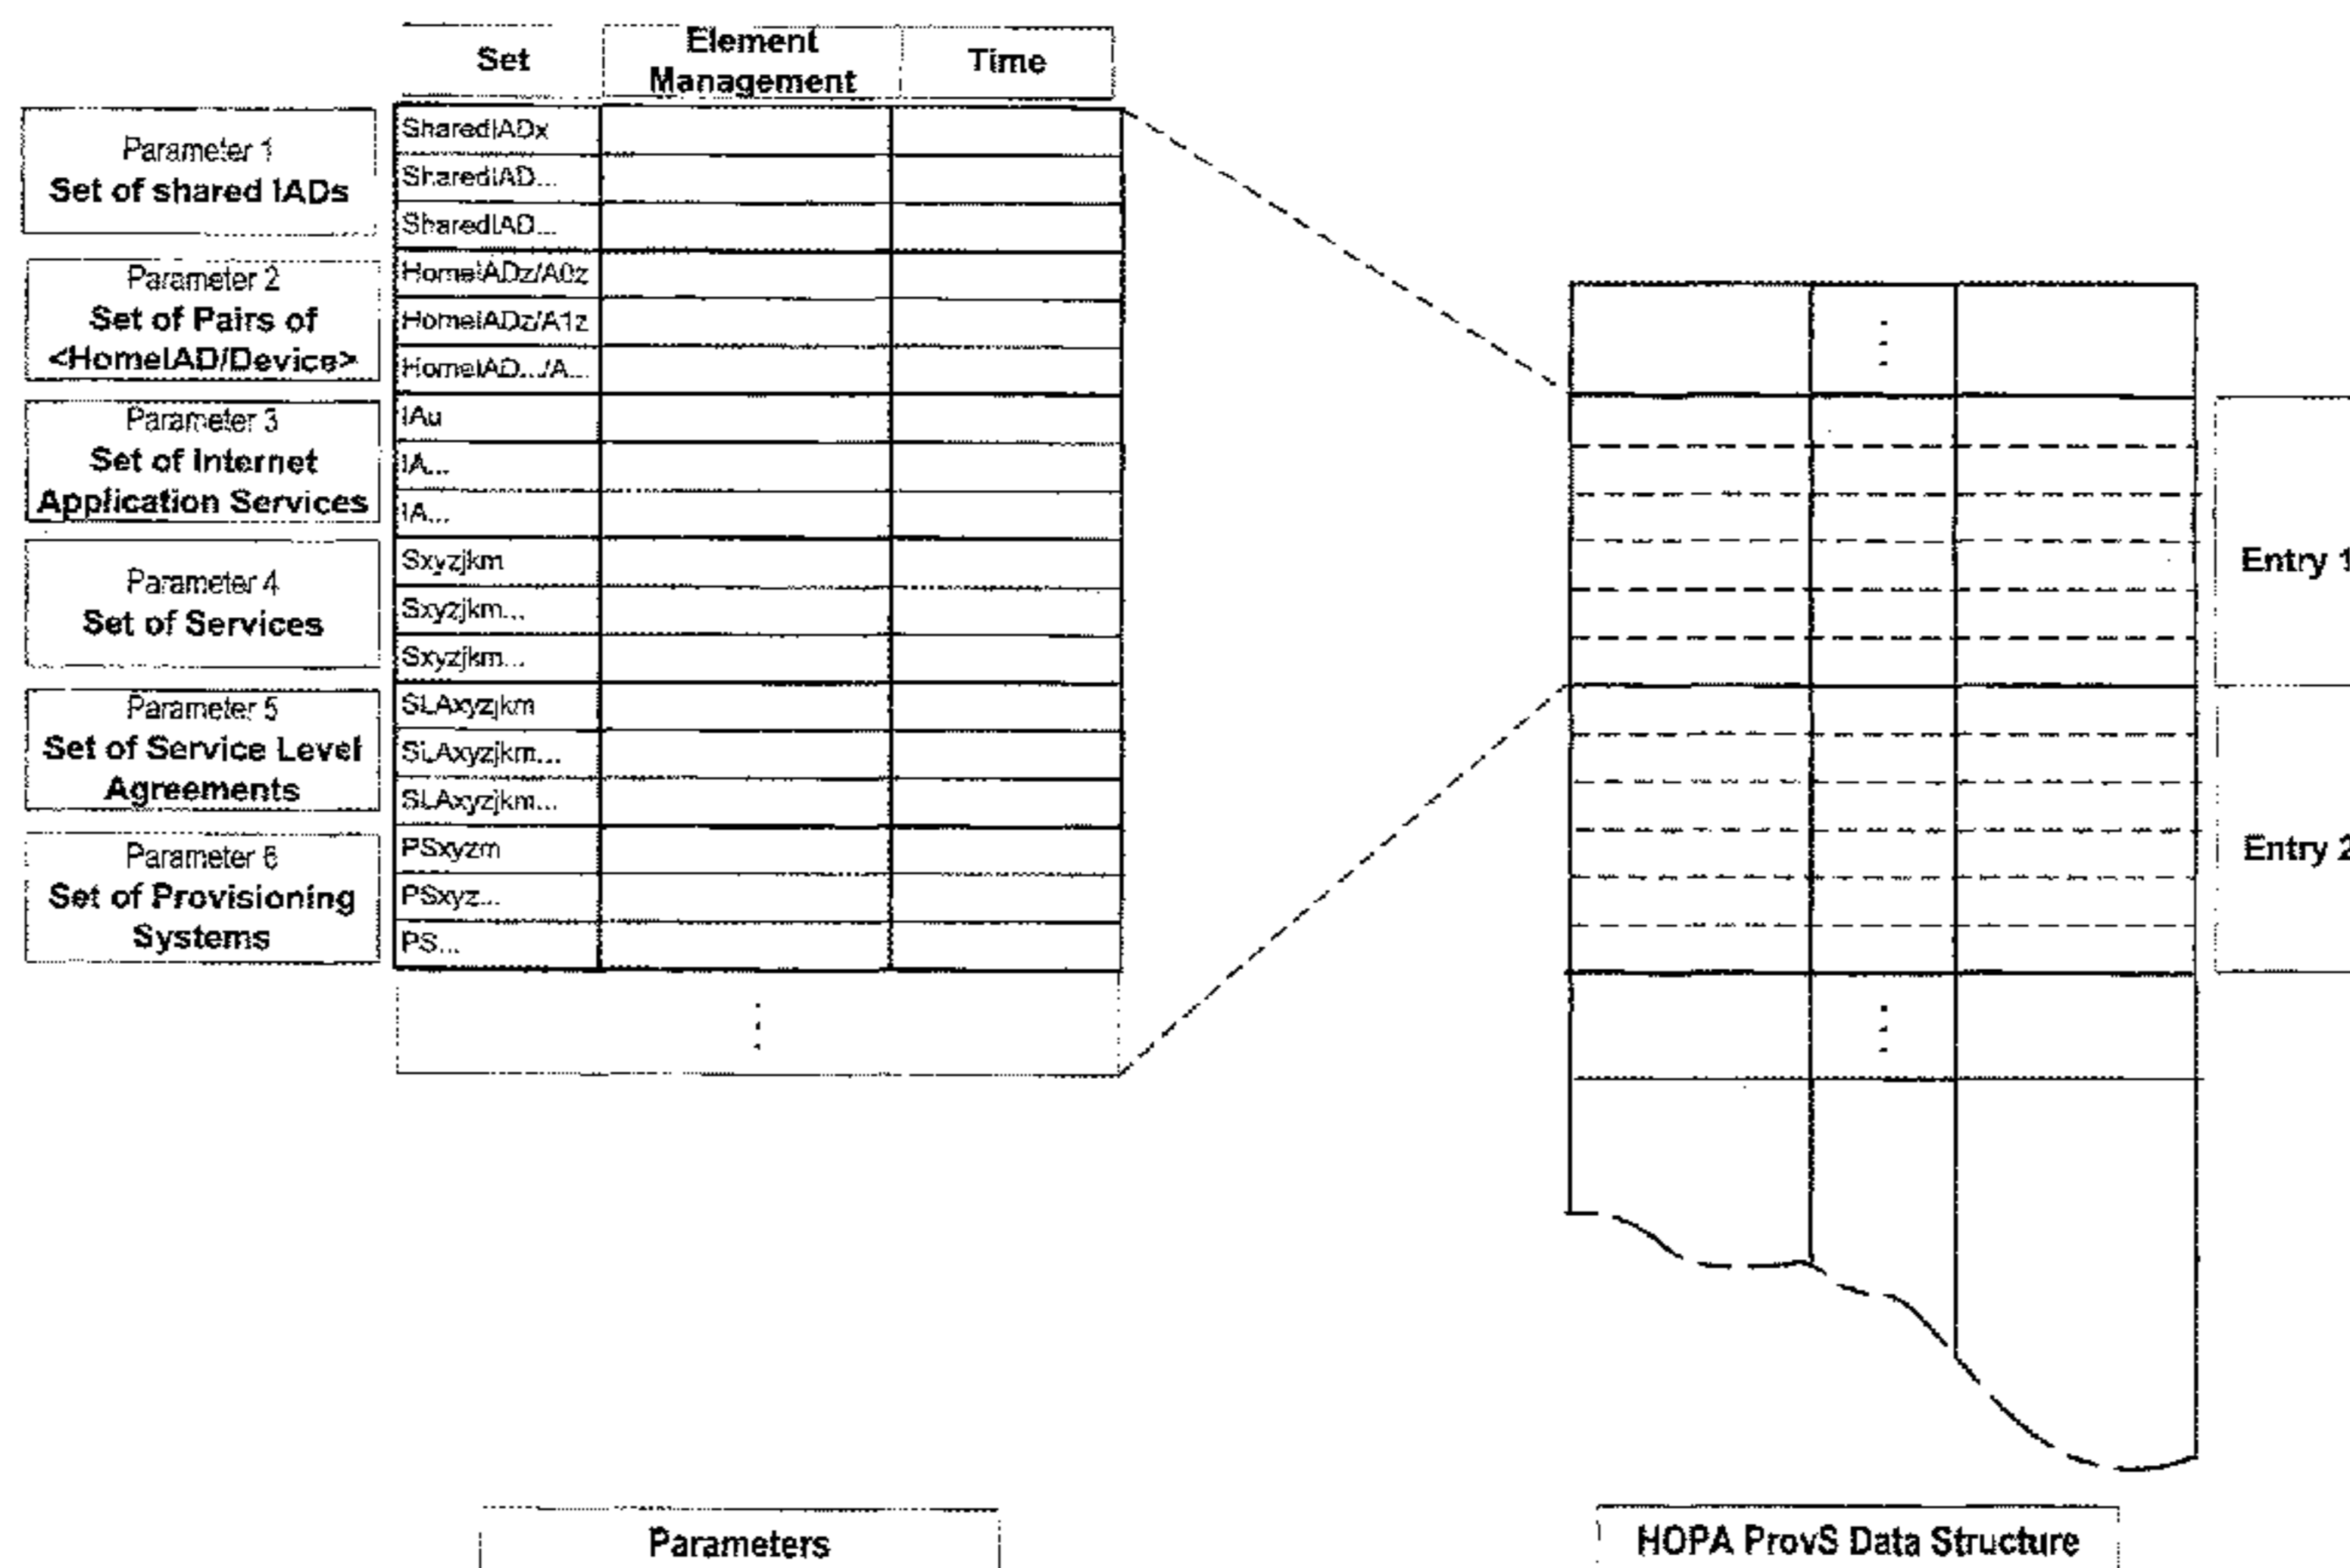 Set
Element
Management
Time
Parameter 1
Set of shared IADs
SharedIADx
SharedIAD...
SharedIAD...
Parameter 2
Set of Pairs of
<HomeIAD/Device>
HomeIADz/A0z
HomeIADz/A1z
HomeIAD.../A...
Parameter 3
Set of Internet
Application Services
IAu
IA...
IA...
Parameter 4
Set of Services
Sxyzjkm
Sxyzjkm...
Sxyzjkm...
Parameter 5
Set of Service Level
Agreements
SLAxyzjkm
SLAxyzjkm...
SLAxyzjkm...
Parameter 6
Set of Provisioning
Systems
PSxyzm
PSxyz...
PS...
Entry 1
Entry 2
Parameters
HOPA ProvS Data Structure